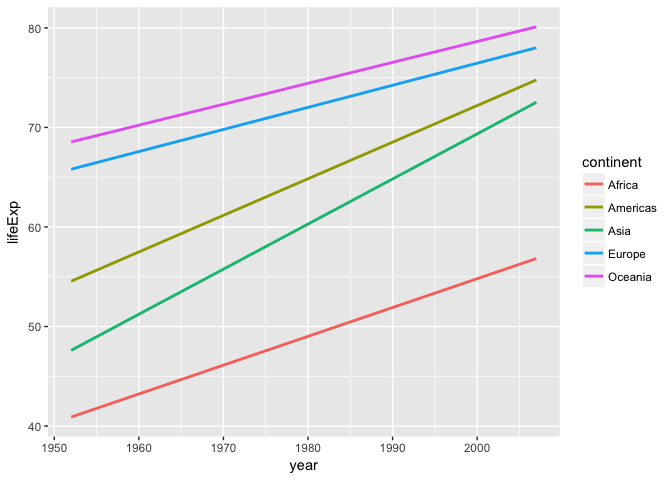 80
70
60
50
40
lifeExp
1950 1960 1970 1980 1990 2000
year
continent
Africa
Americas
Asia
Europe
Oceania